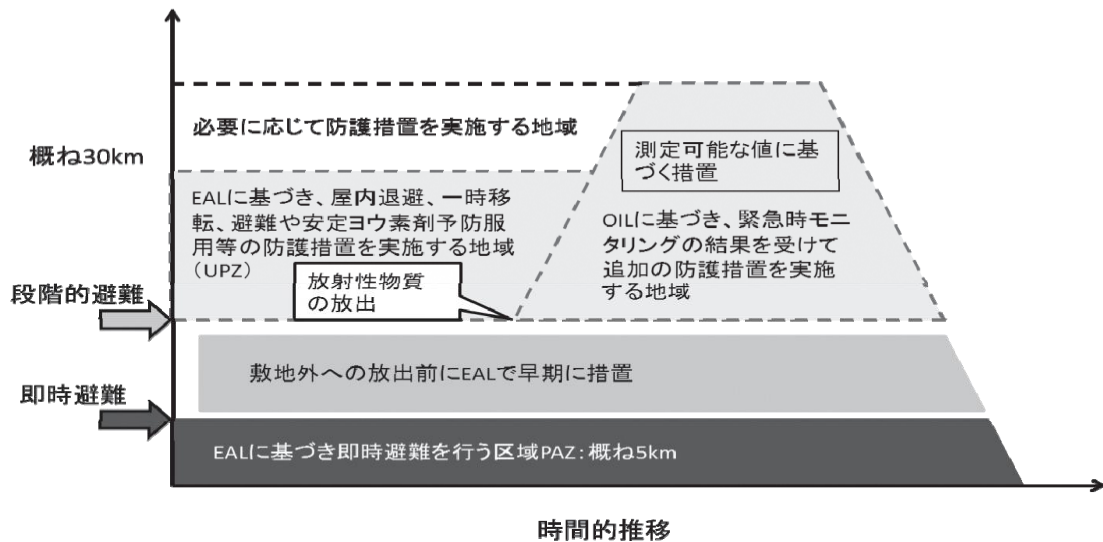 必要に応じて防護措置を実施する地域
概ね30km
測定可能な値に基
づく措置
EALに基づき、屋内退避、一時移
転、避難や安定ヨウ素剤予防服
用等の防護措置を実施する地域
（UPZ）
OILに基づき、緊急時モニ
タリングの結果を受けて
追加の防護措置を実施
する地域
放射性物質
の放出
段階的避難
敷地外への放出前にEALで早期に措置
即時避難
EALに基づき即時避難を行う区域PAZ：概ね5km
時間的推移